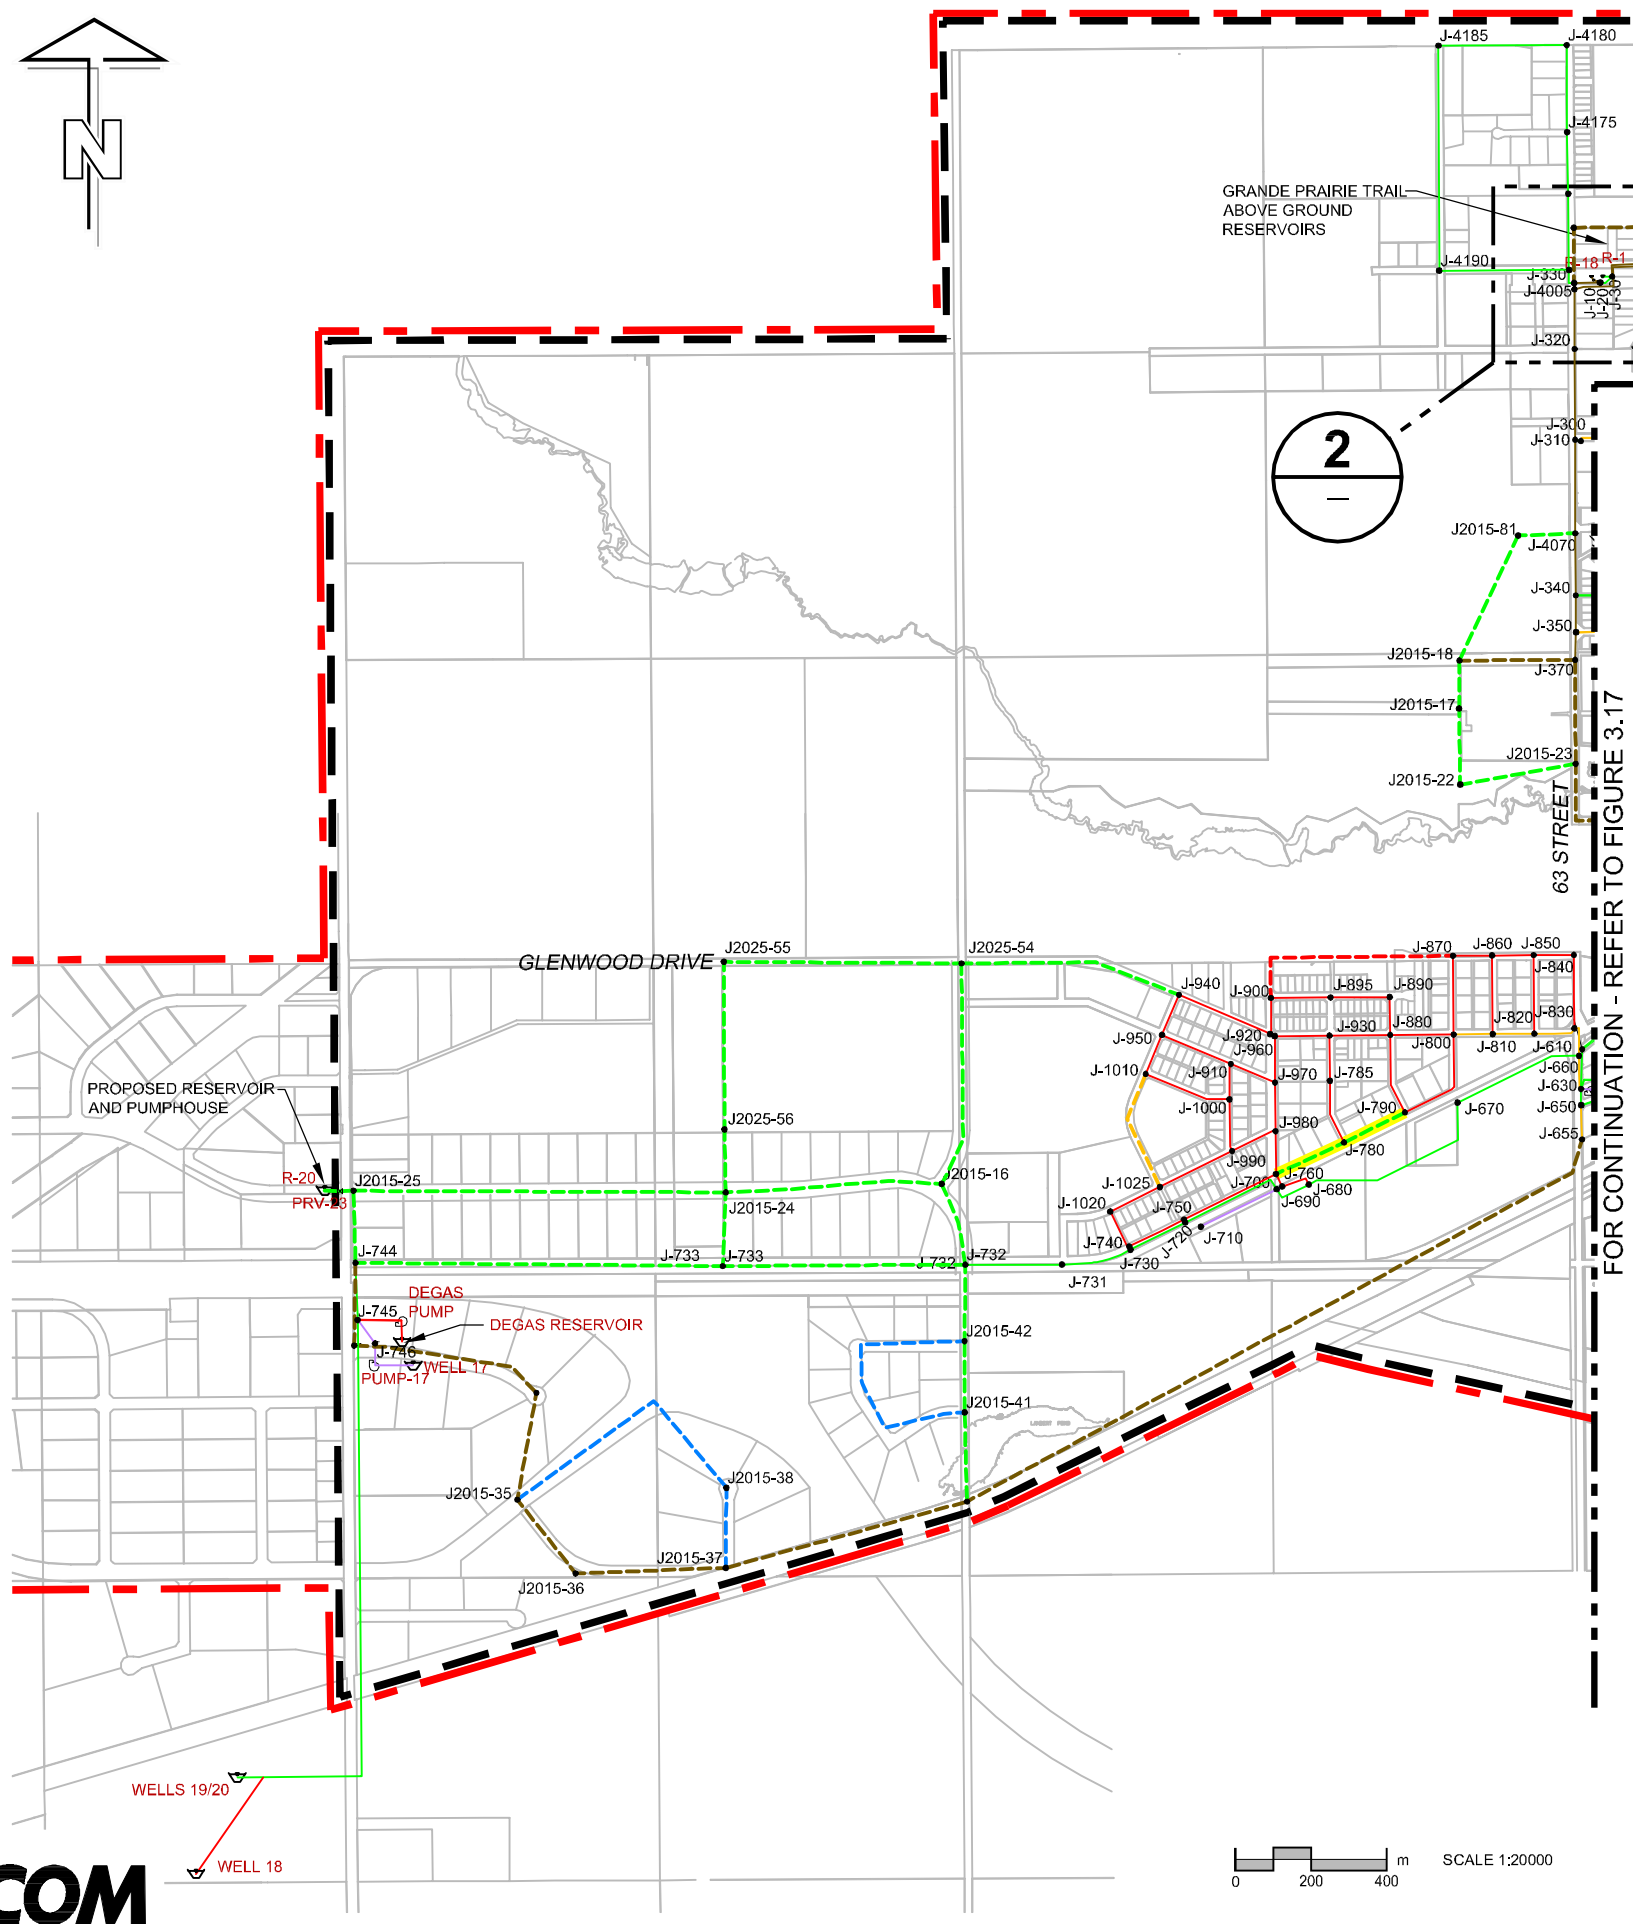 N
J-4185
J-4180
J-4175
GRANDE PRAIRIE TRAIL
ABOVE GROUND
RESERVOIRS
J-4190
R-18
R-1
J-330
J-4005
J-10
J-20
J-30
J-320
J-300
J-310
2
J2015-81
J-4070
J-340
J-350
J2015-18
J-370
J2015-17
J2015-23
J2015-22
63 STREET
FOR CONTINUATION - REFER TO FIGURE 3.17
GLENWOOD DRIVE
J2025-55
J2025-54
J-870
J-860
J-850
J-840
J-940
J-900
J-895
J-890
J-950
J-920
J-930
J-880
J-820
J-830
J-960
J-800
J-810
J-610
J-1010
J-910
J-970
J-785
J-660
J-630
J-1000
J-790
J-670
J-650
J-980
J-780
J-655
J-990
PROPOSED RESERVOIR
AND PUMPHOUSE
J2025-56
R-20
PRV-23
J2015-25
J2015-24
J2015-16
J-760
J-700
J-680
J-690
J-1025
J-1020
J-750
J-720
J-710
J-740
J-730
J-744
J-733
J-733
J-732
J-732
J-731
DEGAS
PUMP
J-745
DEGAS RESERVOIR
J-746
WELL 17
PUMP-17
J2015-42
J2015-41
J2015-38
J2015-35
J2015-37
J2015-36
WELLS 19/20
WELL 18
COM
m
0
200
400
SCALE 1:20000